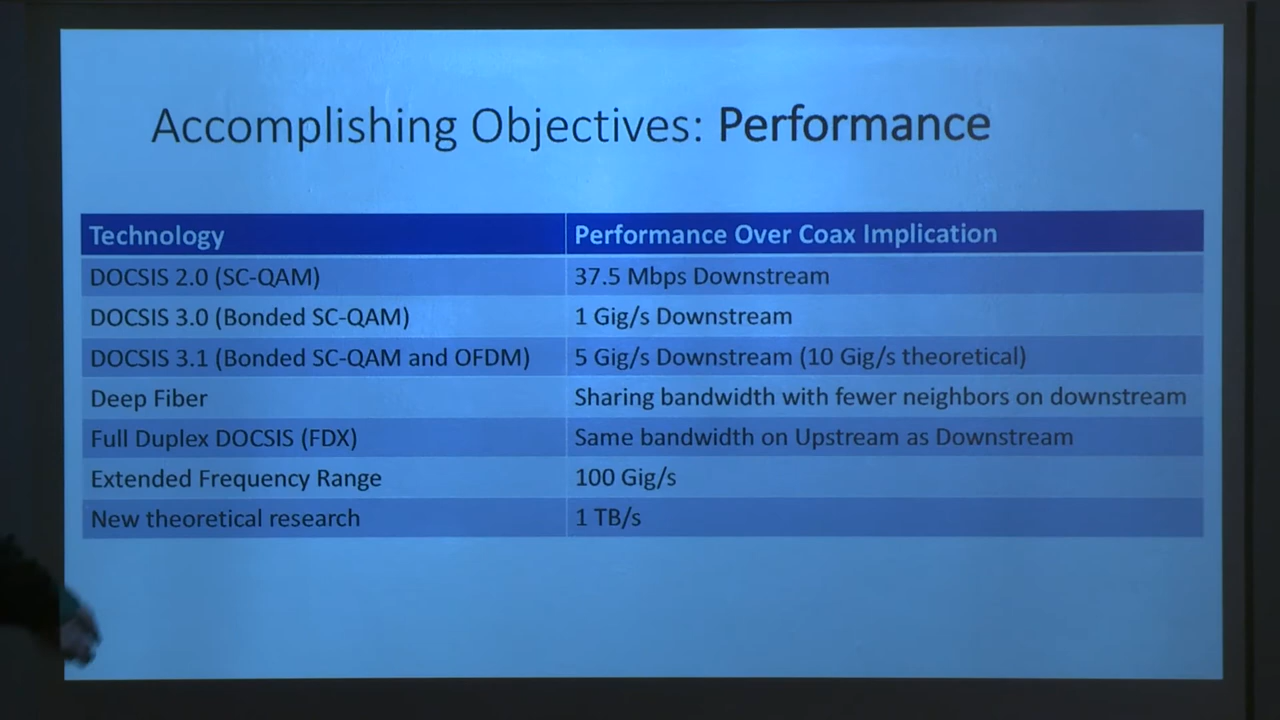 Accomplishing Objectives: Performance
Technology Performance Over Coax Implication
DOCSIS 2.0 (SC-QAM) 37.5 Mbps Downstream
DOCSIS 3.0 (Bonded SC-QAM) 1 Gig/s Downstream
DOCSIS 3.1 (Bonded SC-QAM and OFDM) 5 Gig/s Downstream (10 Gig/s theoretical)
Deep Fiber Sharing bandwidth with fewer neighbors on downstream
Full Duplex DOCSIS (FDX) Same bandwidth on Upstream as Downstream
Extended Frequency Range 100 Gig/s
New theoretical research 1 TB/s